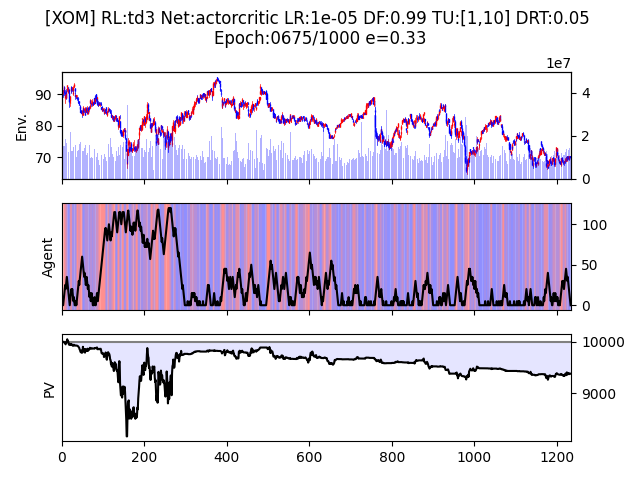 [XOM] RL:td3 Net:actorcritic LR:1e-05 DF:0.99 TU:[1,10] DRT:0.05
Epoch:0675/1000 e=0.33
1e7
Env.
90
80
70
4
2
0
Agent
100
50
0
PV
10000
9000
0 200 400 600 800 1000 1200